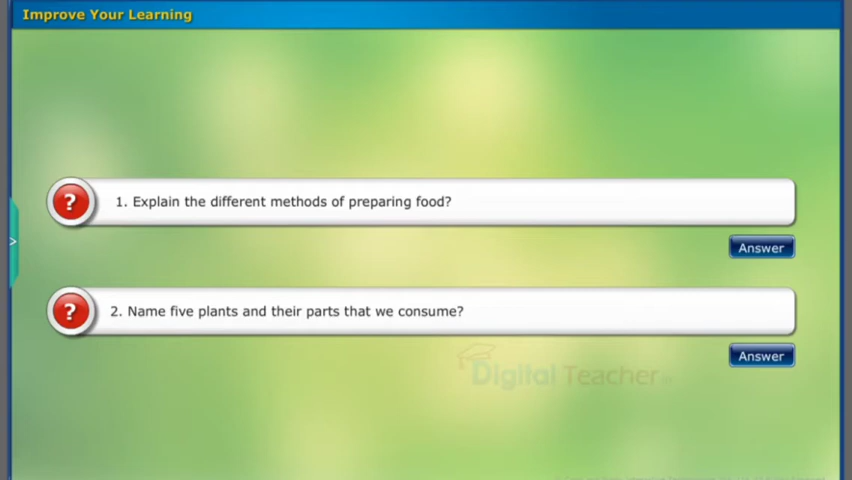 Improve Your Learning
?
1. Explain the different methods of preparing food?
Answer
>
?
2. Name five plants and their parts that we consume?
Answer
Digital Teacher